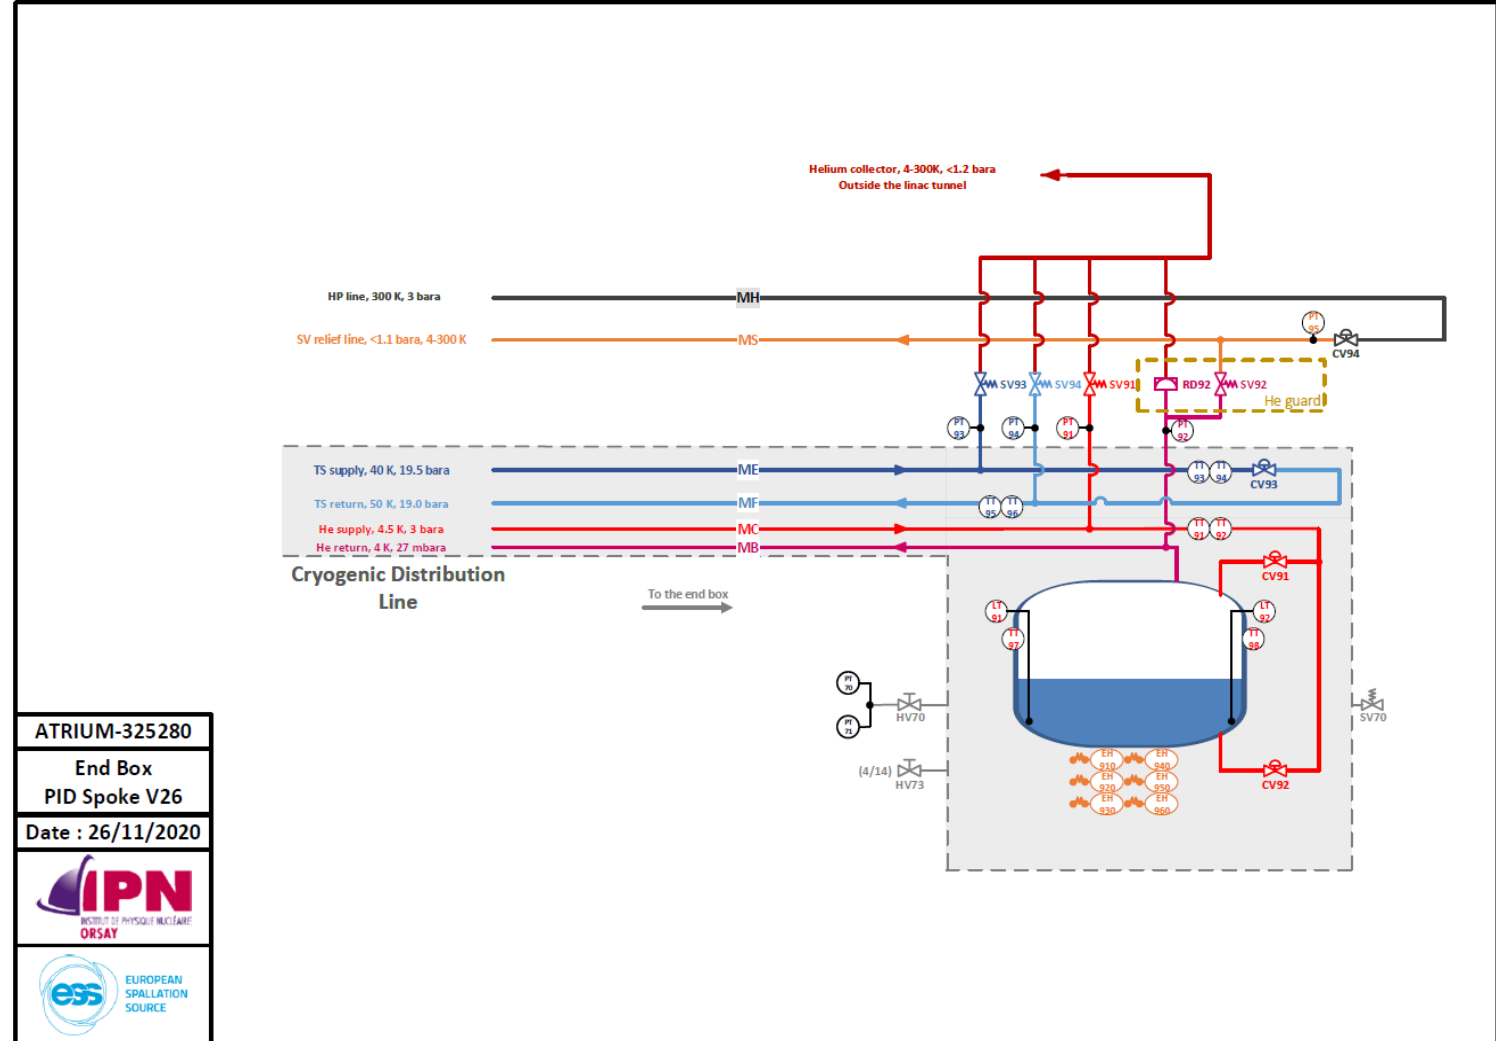 Helium collector, 4-300K, <1.2 bara
Outside the linac tunnel
HP line, 300 K, 3 bara
MH
SV relief line, <1.1 bara, 4-300 K
MS
PT
95
CV94
SV93
SV94
SV91
RD92
SV92
He guard
PT
93
PT
94
PT
91
PT
92
TS supply, 40 K, 19.5 bara
ME
TT
93
TT
94
CV93
TS return, 50 K, 19.0 bara
MF
TT
95
TT
96
He supply, 4.5 K, 3 bara
MC
TT
91
TT
92
He return, 4 K, 27 mbara
MB
Cryogenic Distribution
Line
To the end box
CV91
LT
91
LT
92
TT
97
TT
98
PT
70
PT
71
HV70
SV70
(4/14)
HV73
CV92
EH
910
EH
940
EH
920
EH
950
EH
930
EH
960
ATRIUM-325280
End Box
PID Spoke V26
Date : 26/11/2020
IPN
INSTITUT DE PHYSIQUE NUCLÉAIRE
ORSAY
ess
EUROPEAN
SPALLATION
SOURCE